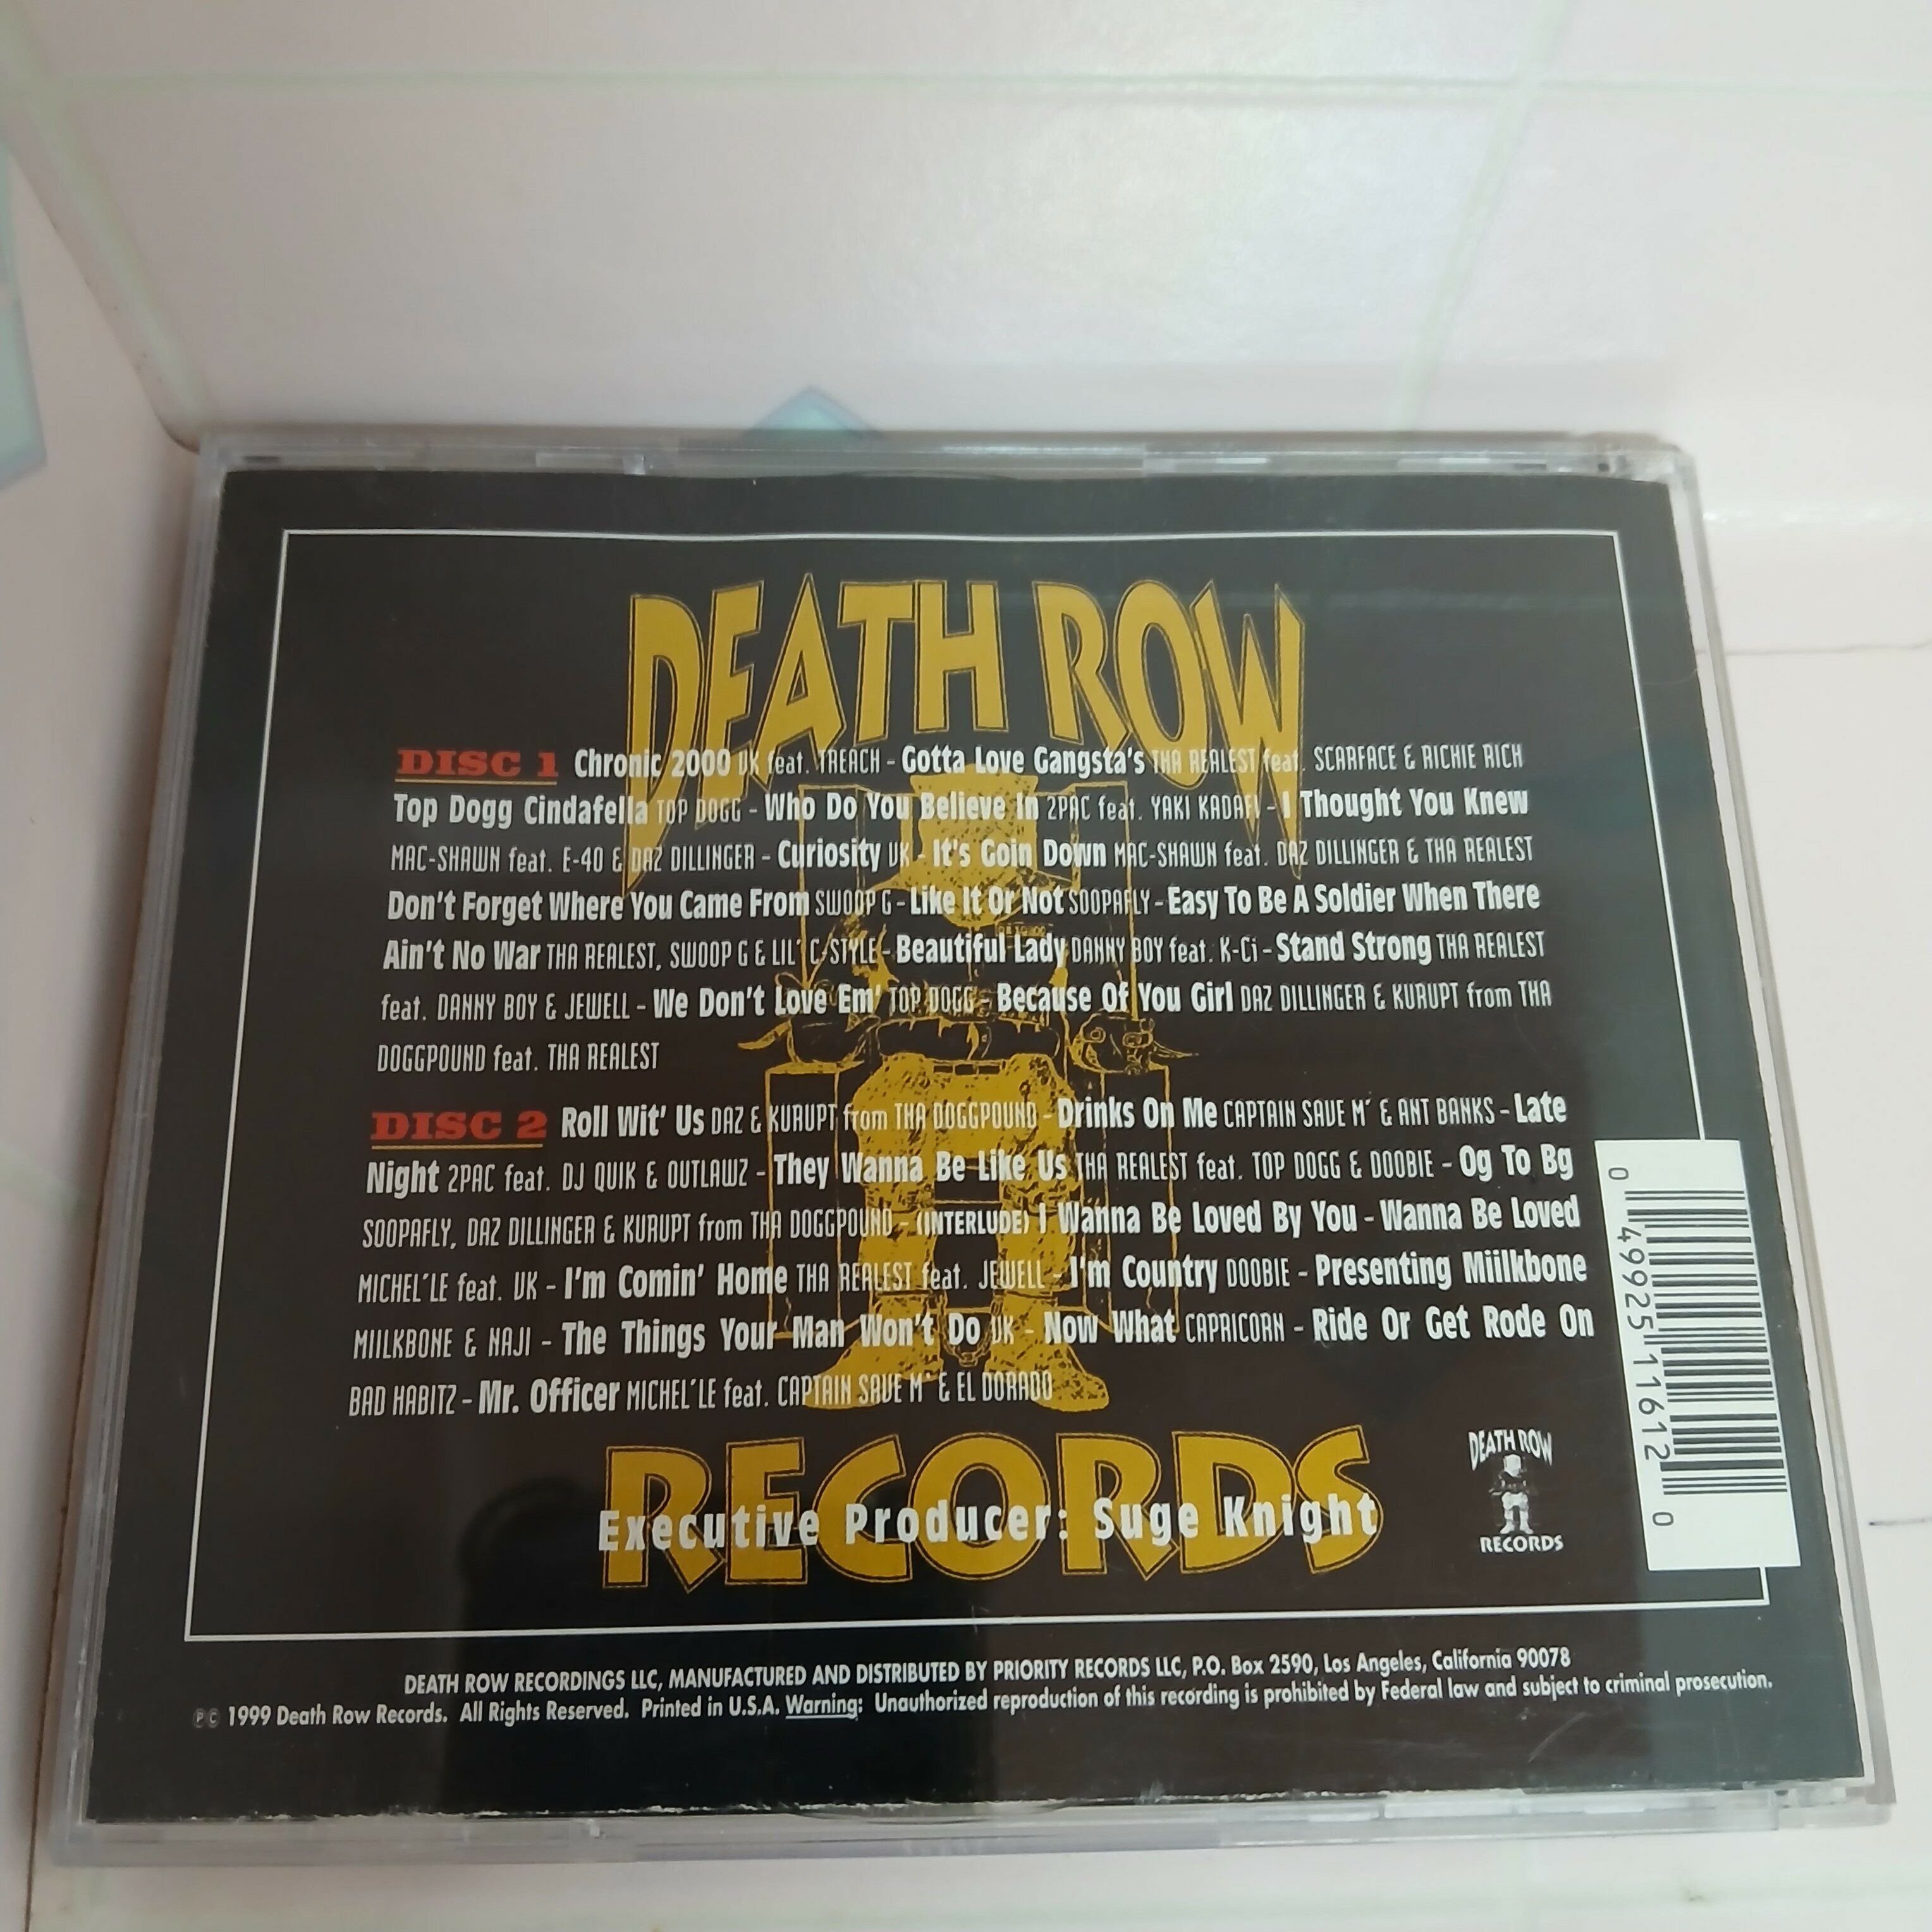 DEATH ROW
DISC 1 Chronic 2000 VK feat. TREACH - Gotta Love Gangsta's THA REALEST feat. SCARFACE & RICHIE RICH
Top Dogg Cindafella TOP DOGG - Who Do You Believe In 2PAC feat. YAKI KADAFI - I Thought You Knew
MAC-SHAWN feat. E-40 & DAZ DILLINGER - Curiosity VK - It's Goin Down MAC-SHAWN feat. DAZ DILLINGER & THA REALEST
Don't Forget Where You Came From SWOOP G - Like It Or Not SOOPAFLY - Easy To Be A Soldier When There
Ain't No War THA REALEST, SWOOP G & LIL' C-STYLE - Beautiful Lady DANNY BOY feat. K-Ci - Stand Strong THA REALEST
feat. DANNY BOY & JEWELL - We Don't Love Em' TOP DOGG - Because Of You Girl DAZ DILLINGER & KURUPT from THA
DOGGPOUND feat. THA REALEST
DISC 2 Roll Wit' Us DAZ & KURUPT from THA DOGGPOUND - Drinks On Me CAPTAIN SAVE M' & ANT BANKS - Late
Night 2PAC feat. DJ QUIK & OUTLAWZ - They Wanna Be Like Us THA REALEST feat. TOP DOGG & DOOBIE - Og To Bg
SOOPAFLY, DAZ DILLINGER & KURUPT from THA DOGGPOUND - (INTERLUDE) I Wanna Be Loved By You - Wanna Be Loved
MICHEL'LE feat. VK - I'm Comin' Home THA REALEST feat. JEWELL - I'm Country DOOBIE - Presenting Miilkbone
MIILKBONE & NAJI - The Things Your Man Won't Do VK - Now What CAPRICORN - Ride Or Get Rode On
BAD HABITZ - Mr. Officer MICHEL'LE feat. CAPTAIN SAVE M' & EL DORADO
RECORDS
Executive Producer: Suge Knight
DEATH ROW
RECORDS
0 49925 11612 0
DEATH ROW RECORDINGS LLC, MANUFACTURED AND DISTRIBUTED BY PRIORITY RECORDS LLC, P.O. Box 2590, Los Angeles, California 90078
℗© 1999 Death Row Records. All Rights Reserved. Printed in U.S.A. Warning: Unauthorized reproduction of this recording is prohibited by Federal law and subject to criminal prosecution.